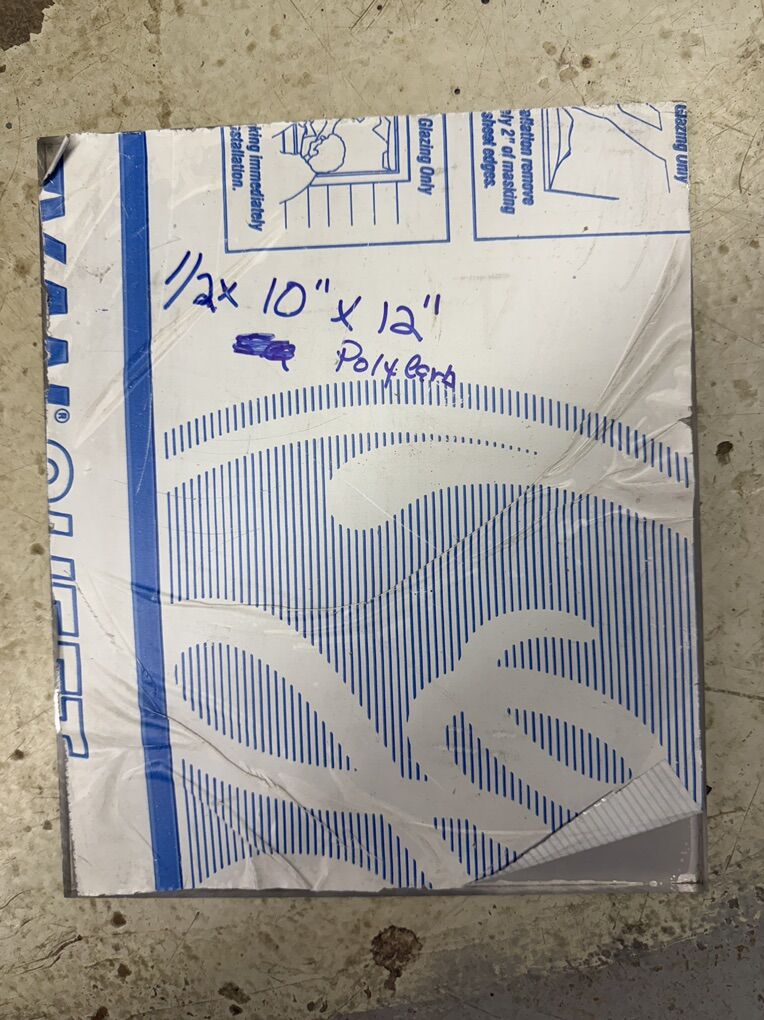 1/2x 10" x 12"
Polycarb
Glazing Only
king immediately
stallation.
Glazing Only
allation remove
ly 2" of masking
sheet edges.